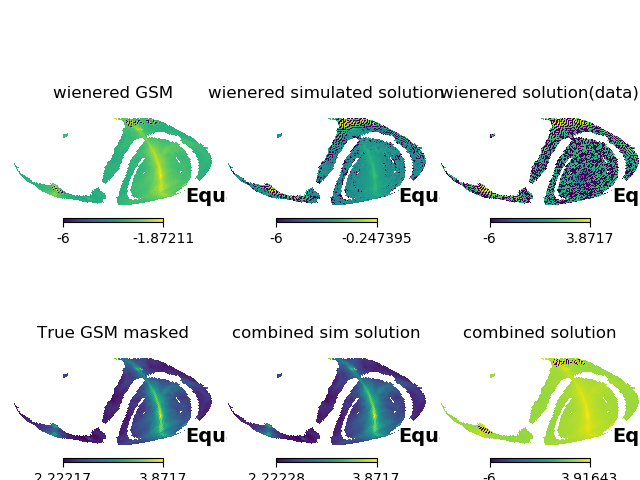 wienered GSM
wienered simulated solution
wienered solution(data)
Equ
Equ
Eq
-6 -1.87211
-6 -0.247395
-6 3.8717
True GSM masked
combined sim solution
combined solution
Equ
Equ
Eq
2.22217 3.8717
2.22228 3.8717
-6 3.91643